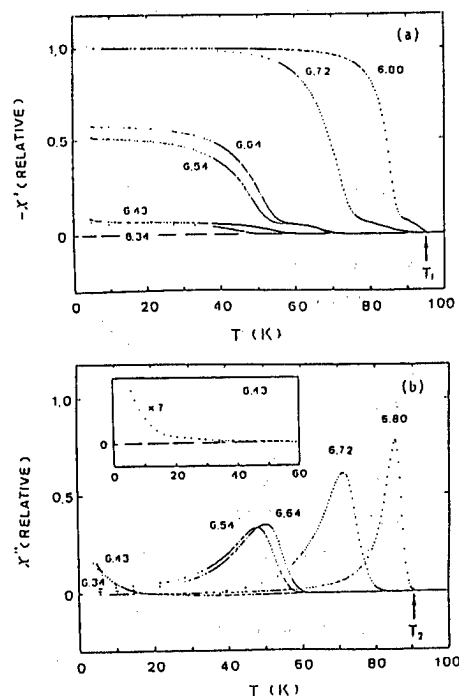 (a)
1,0
0.5
0
-χ' (RELATIVE)
6.72
6.80
6.64
6.54
6.43
6.34
T₁
0 20 40 60 80 100
T (K)
(b)
1,0
0.5
0
χ'' (RELATIVE)
6.43
×7
0
0 20 40 60
6.80
6.72
6.54
6.64
6.43
6.34
T₂
0 20 40 60 80 100
T (K)